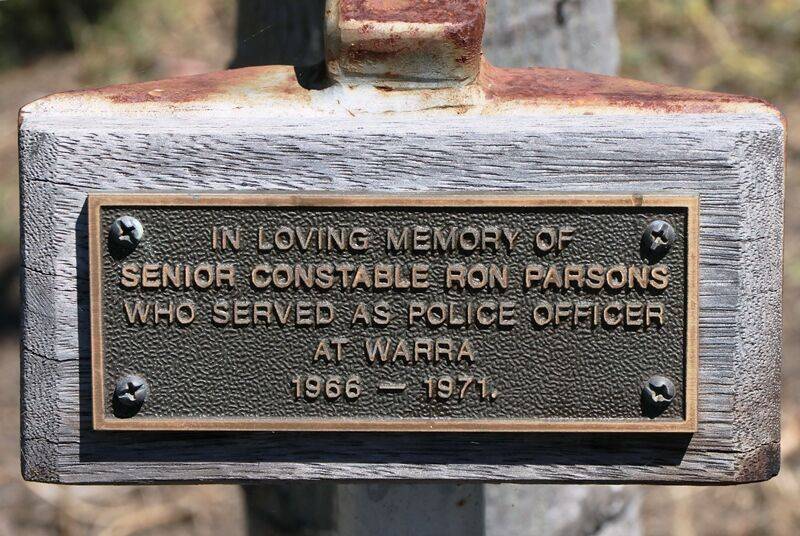 IN LOVING MEMORY OF
SENIOR CONSTABLE RON PARSONS
WHO SERVED AS POLICE OFFICER
AT WARRA
1966 — 1971.